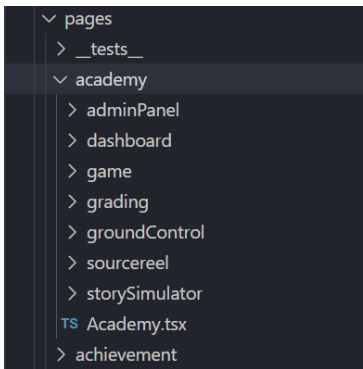 pages
__tests__
academy
adminPanel
dashboard
game
grading
groundControl
sourcereel
storySimulator
TS Academy.tsx
achievement